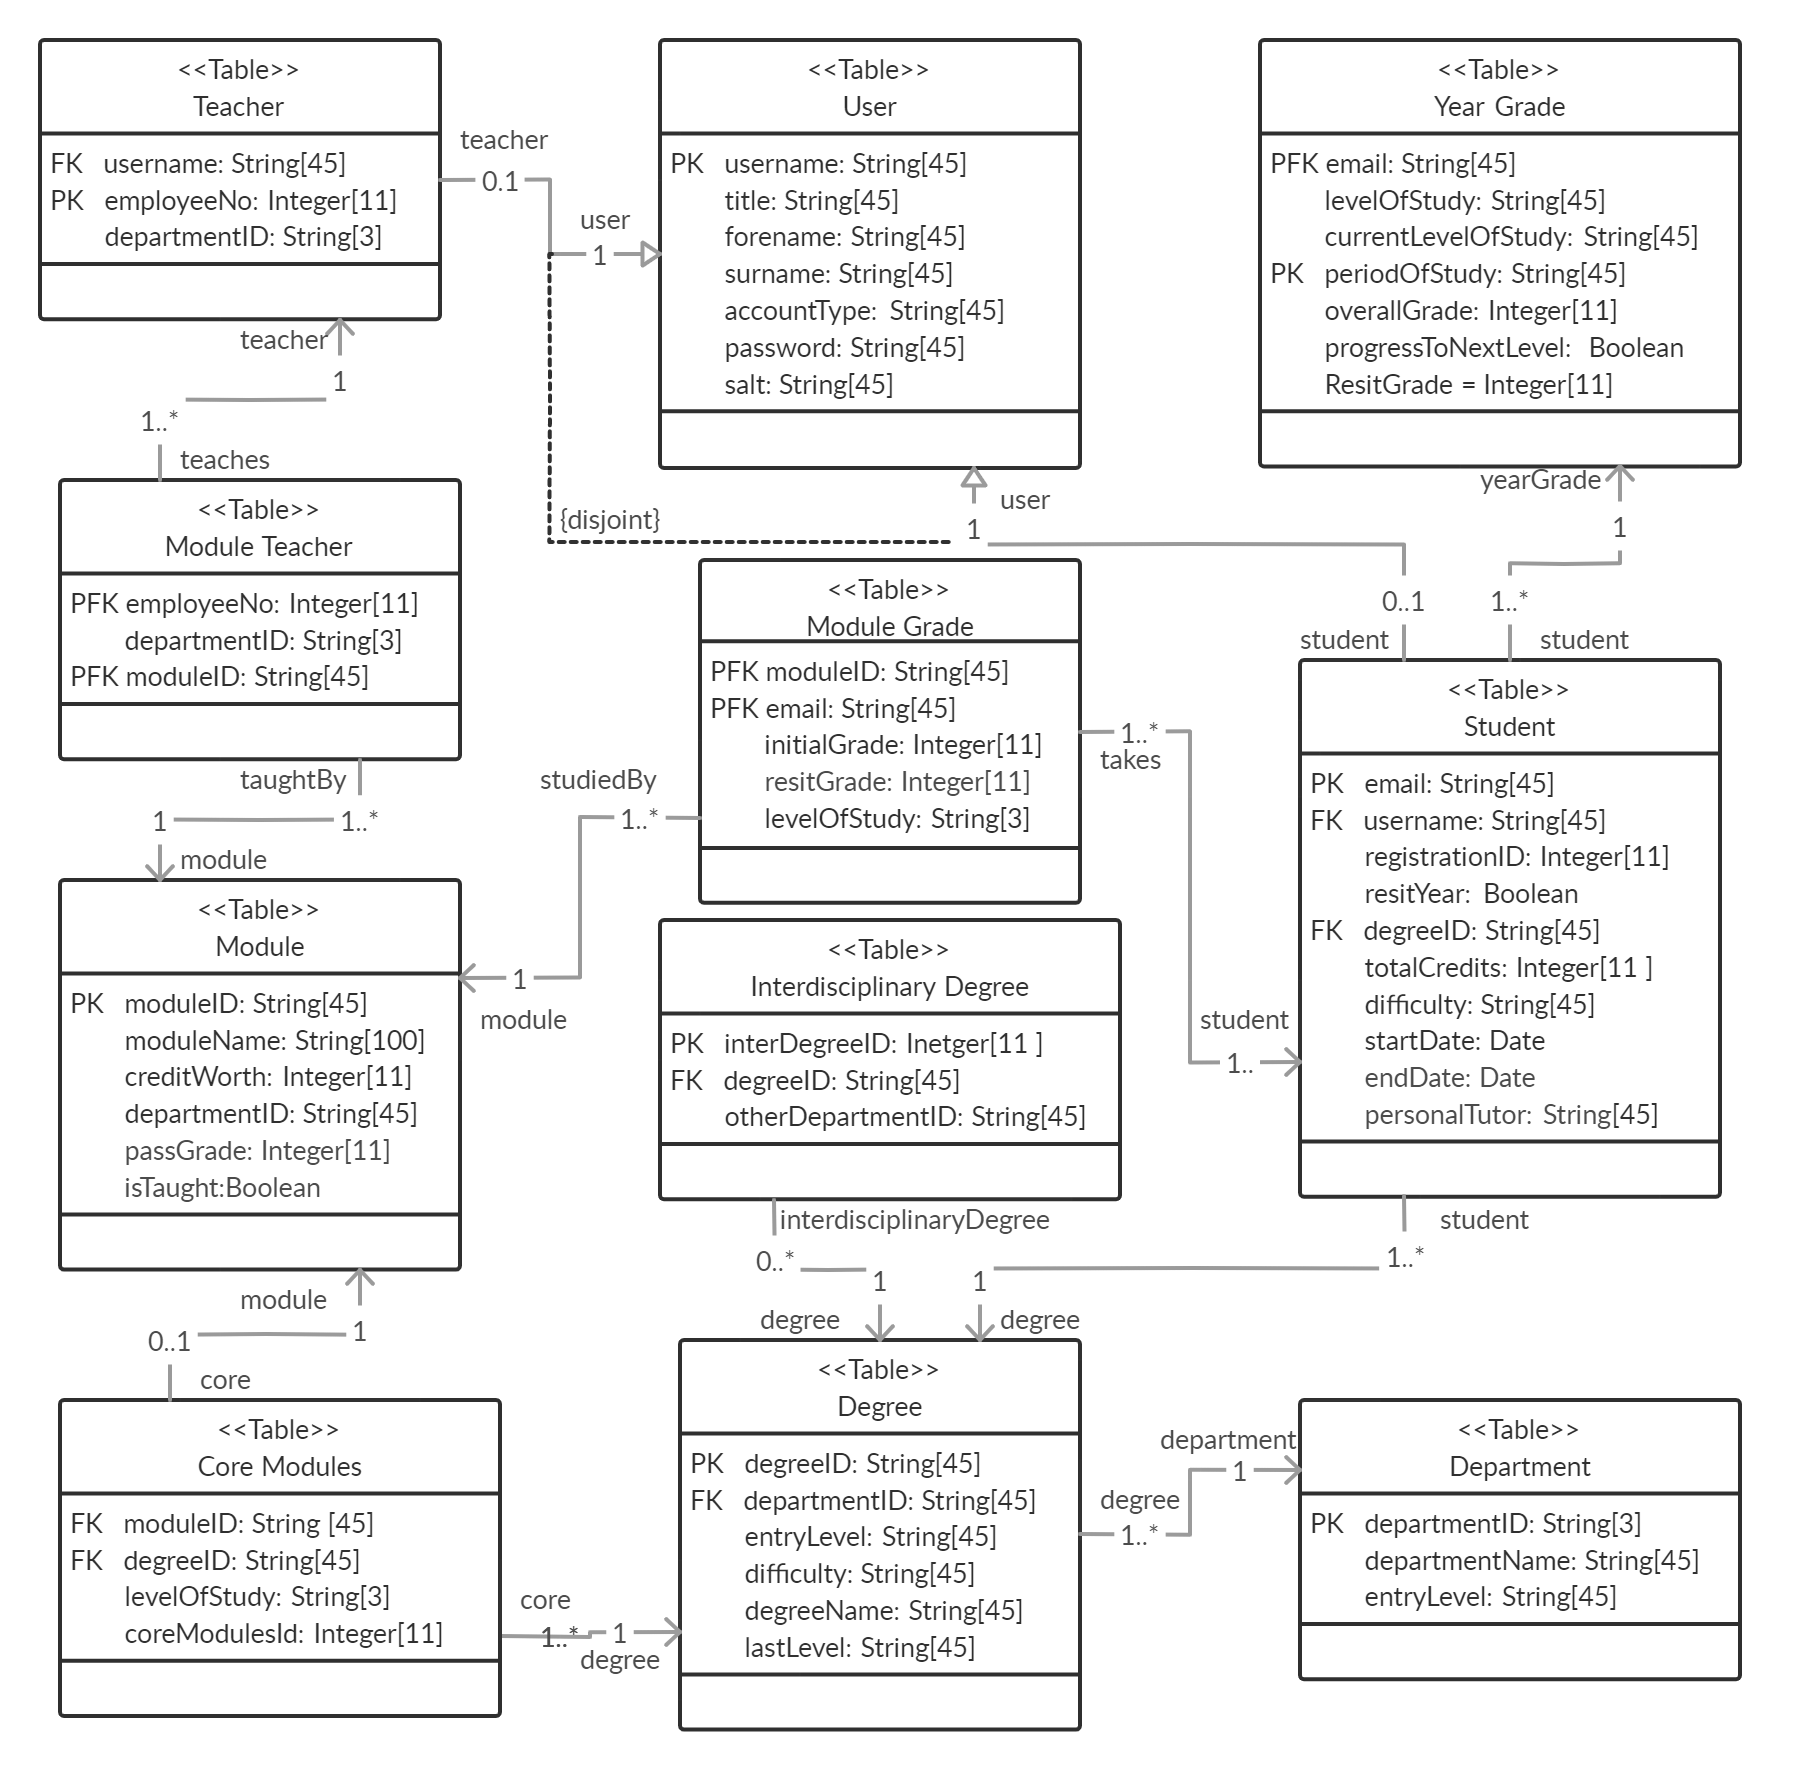 <<Table>>
Teacher
FK username: String[45]
PK employeeNo: Integer[11]
departmentID: String[3]
teacher
0.1
user
1
<<Table>>
User
PK username: String[45]
title: String[45]
forename: String[45]
surname: String[45]
accountType: String[45]
password: String[45]
salt: String[45]
<<Table>>
Year Grade
PFK email: String[45]
levelOfStudy: String[45]
currentLevelOfStudy: String[45]
PK periodOfStudy: String[45]
overallGrade: Integer[11]
progressToNextLevel: Boolean
ResitGrade = Integer[11]
teacher
1
1..*
teaches
{disjoint}
user
1
yearGrade
1
0..1
1..*
student
student
<<Table>>
Module Teacher
PFK employeeNo: Integer[11]
departmentID: String[3]
PFK moduleID: String[45]
<<Table>>
Module Grade
PFK moduleID: String[45]
PFK email: String[45]
initialGrade: Integer[11]
resitGrade: Integer[11]
levelOfStudy: String[3]
1..*
takes
<<Table>>
Student
PK email: String[45]
FK username: String[45]
registrationID: Integer[11]
resitYear: Boolean
FK degreeID: String[45]
totalCredits: Integer[11 ]
difficulty: String[45]
startDate: Date
endDate: Date
personalTutor: String[45]
taughtBy
1
1..*
module
studiedBy
1..*
1
module
student
1..
<<Table>>
Module
PK moduleID: String[45]
moduleName: String[100]
creditWorth: Integer[11]
departmentID: String[45]
passGrade: Integer[11]
isTaught:Boolean
<<Table>>
Interdisciplinary Degree
PK interDegreeID: Inetger[11 ]
FK degreeID: String[45]
otherDepartmentID: String[45]
interdisciplinaryDegree
0..*
1
degree
student
1..*
1
degree
module
0..1
1
core
<<Table>>
Core Modules
FK moduleID: String [45]
FK degreeID: String[45]
levelOfStudy: String[3]
coreModulesId: Integer[11]
core
1..*
1
degree
<<Table>>
Degree
PK degreeID: String[45]
FK departmentID: String[45]
entryLevel: String[45]
difficulty: String[45]
degreeName: String[45]
lastLevel: String[45]
department
1
degree
1..*
<<Table>>
Department
PK departmentID: String[3]
departmentName: String[45]
entryLevel: String[45]